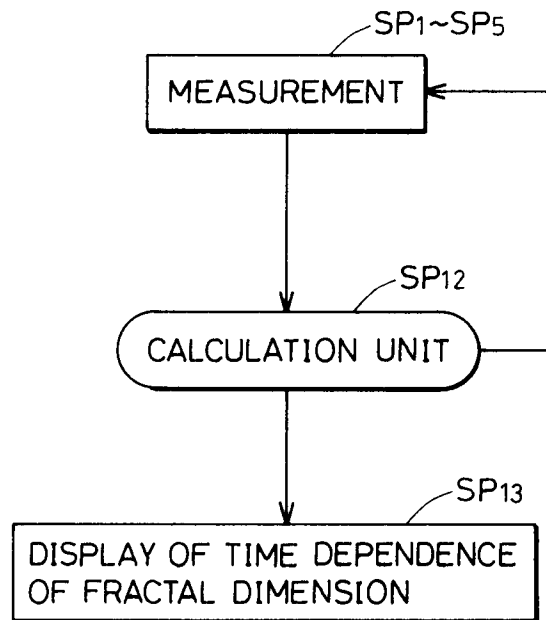 SP1~SP5
MEASUREMENT
SP12
CALCULATION UNIT
SP13
DISPLAY OF TIME DEPENDENCE
OF FRACTAL DIMENSION